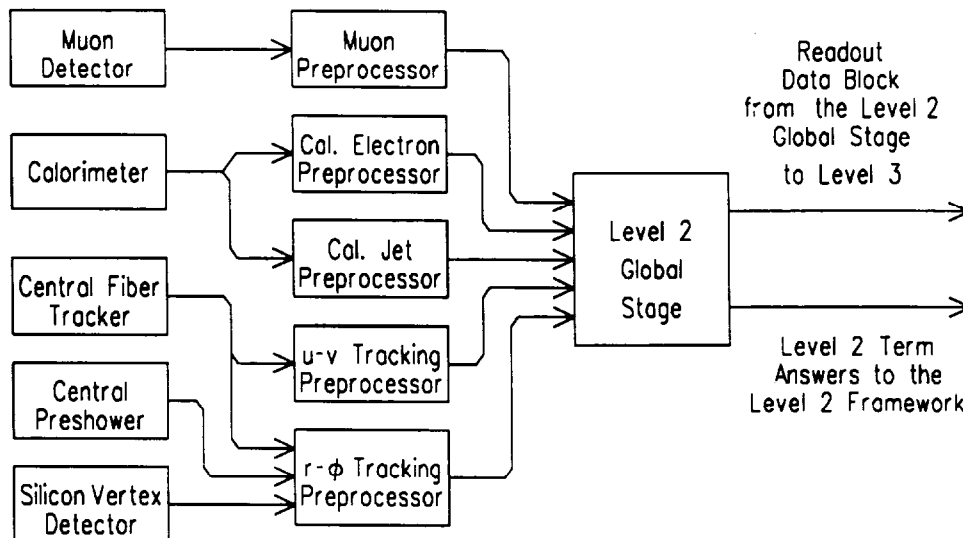 Muon
Detector
Muon
Preprocessor
Calorimeter
Cal. Electron
Preprocessor
Cal. Jet
Preprocessor
Central Fiber
Tracker
u-v Tracking
Preprocessor
Central
Preshower
r-ϕ Tracking
Preprocessor
Silicon Vertex
Detector
Level 2
Global
Stage
Readout
Data Block
from the Level 2
Global Stage
to Level 3
Level 2 Term
Answers to the
Level 2 Framework